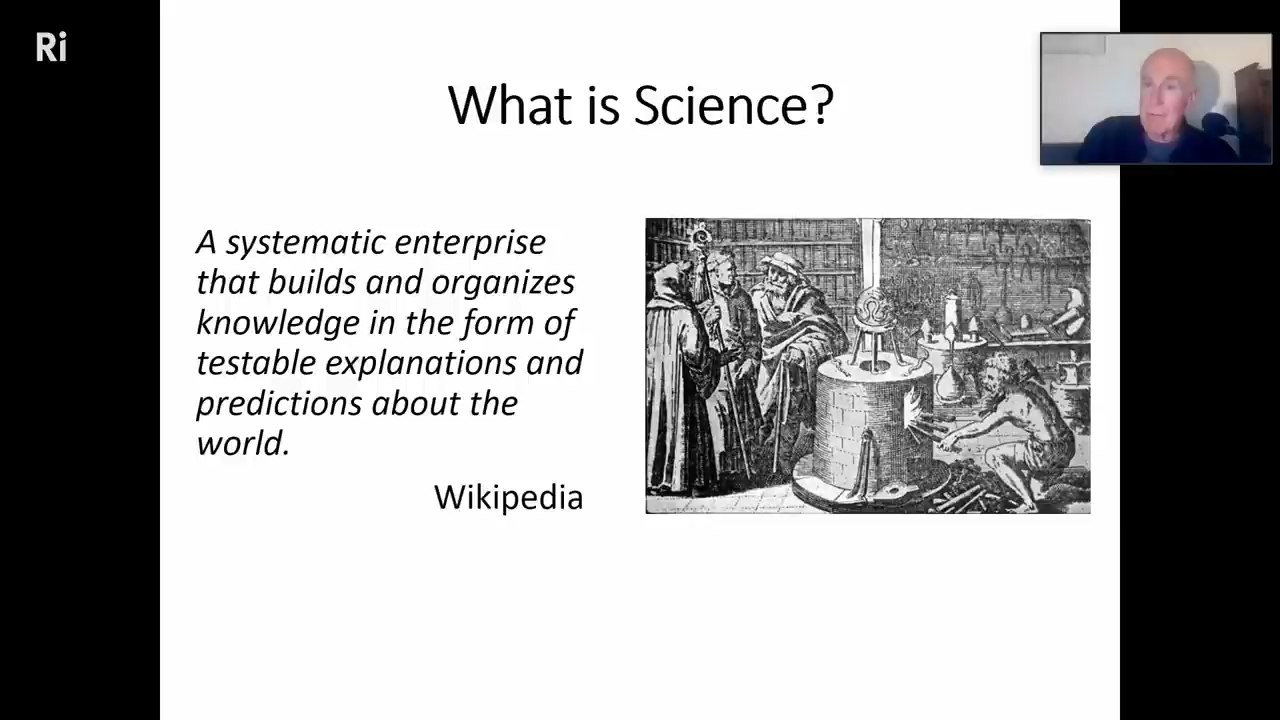 Ri
What is Science?
A systematic enterprise
that builds and organizes
knowledge in the form of
testable explanations and
predictions about the
world.
Wikipedia